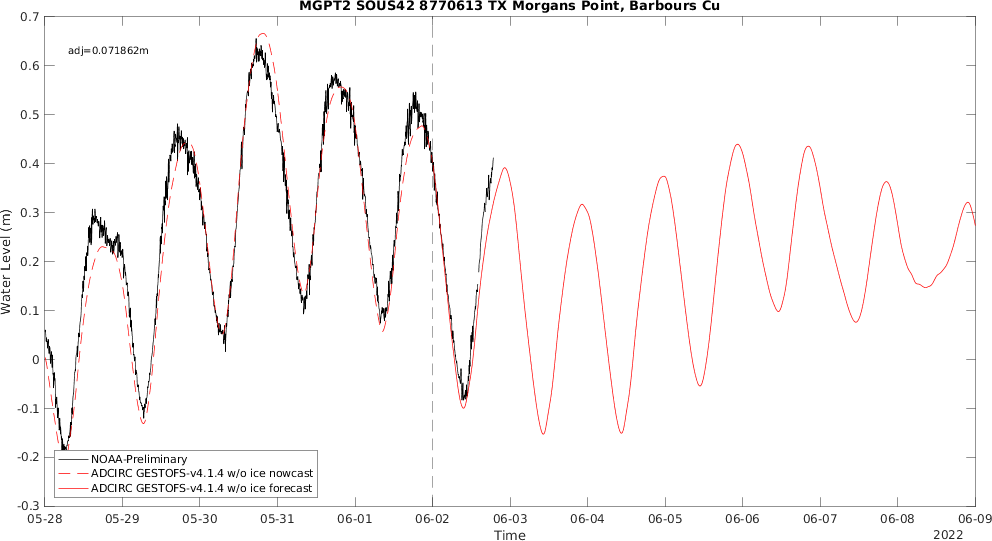 MGPT2 SOUS42 8770613 TX Morgans Point, Barbours Cu
adj=0.071862m
0.7
0.6
0.5
0.4
0.3
0.2
0.1
0
-0.1
-0.2
-0.3
Water Level (m)
NOAA-Preliminary
ADCIRC GESTOFS-v4.1.4 w/o ice nowcast
ADCIRC GESTOFS-v4.1.4 w/o ice forecast
05-28 05-29 05-30 05-31 06-01 06-02 06-03 06-04 06-05 06-06 06-07 06-08 06-09
Time
2022